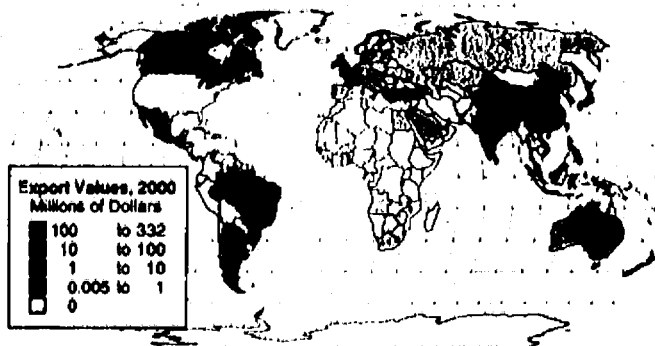 Export Values, 2000
Millions of Dollars
100 to 332
10 to 100
1 to 10
0.005 to 1
0